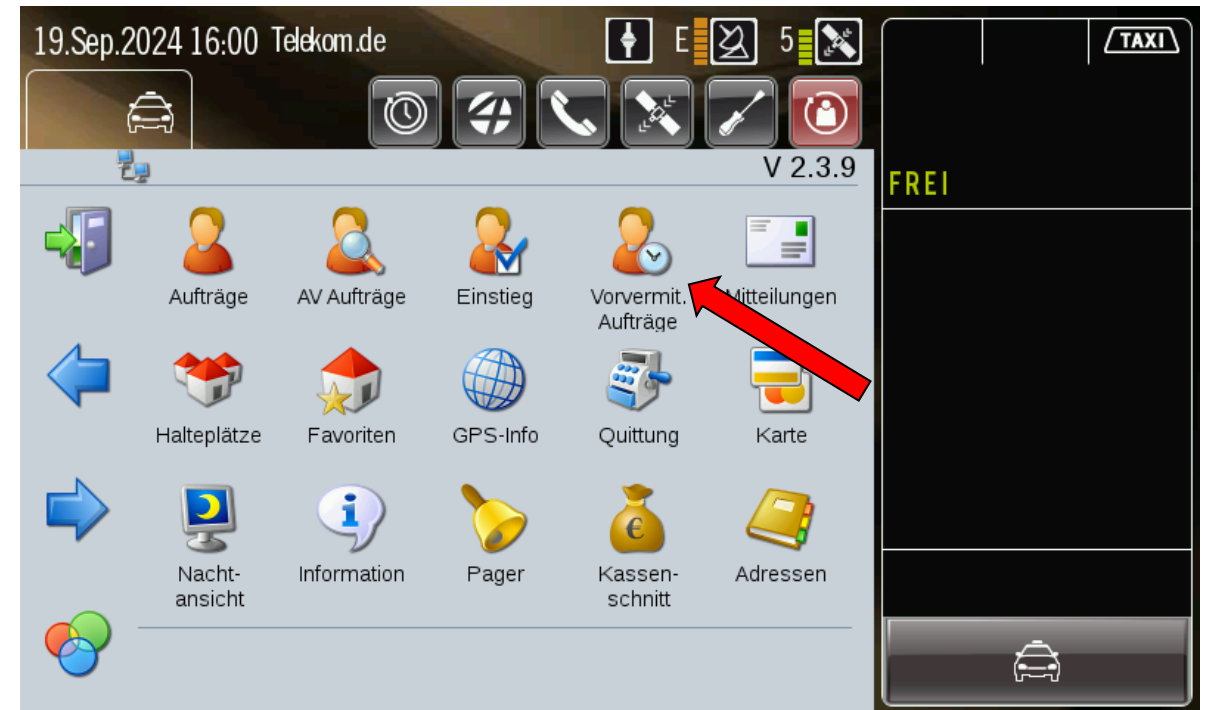 19.Sep.2024 16:00 Telekom.de
E
5
TAXI
V 2.3.9
FREI
Aufträge
AV Aufträge
Einstieg
Vorvermit.
Aufträge
Mitteilungen
Halteplätze
Favoriten
GPS-Info
Quittung
Karte
Nacht-
ansicht
Information
Pager
Kassen-
schnitt
Adressen